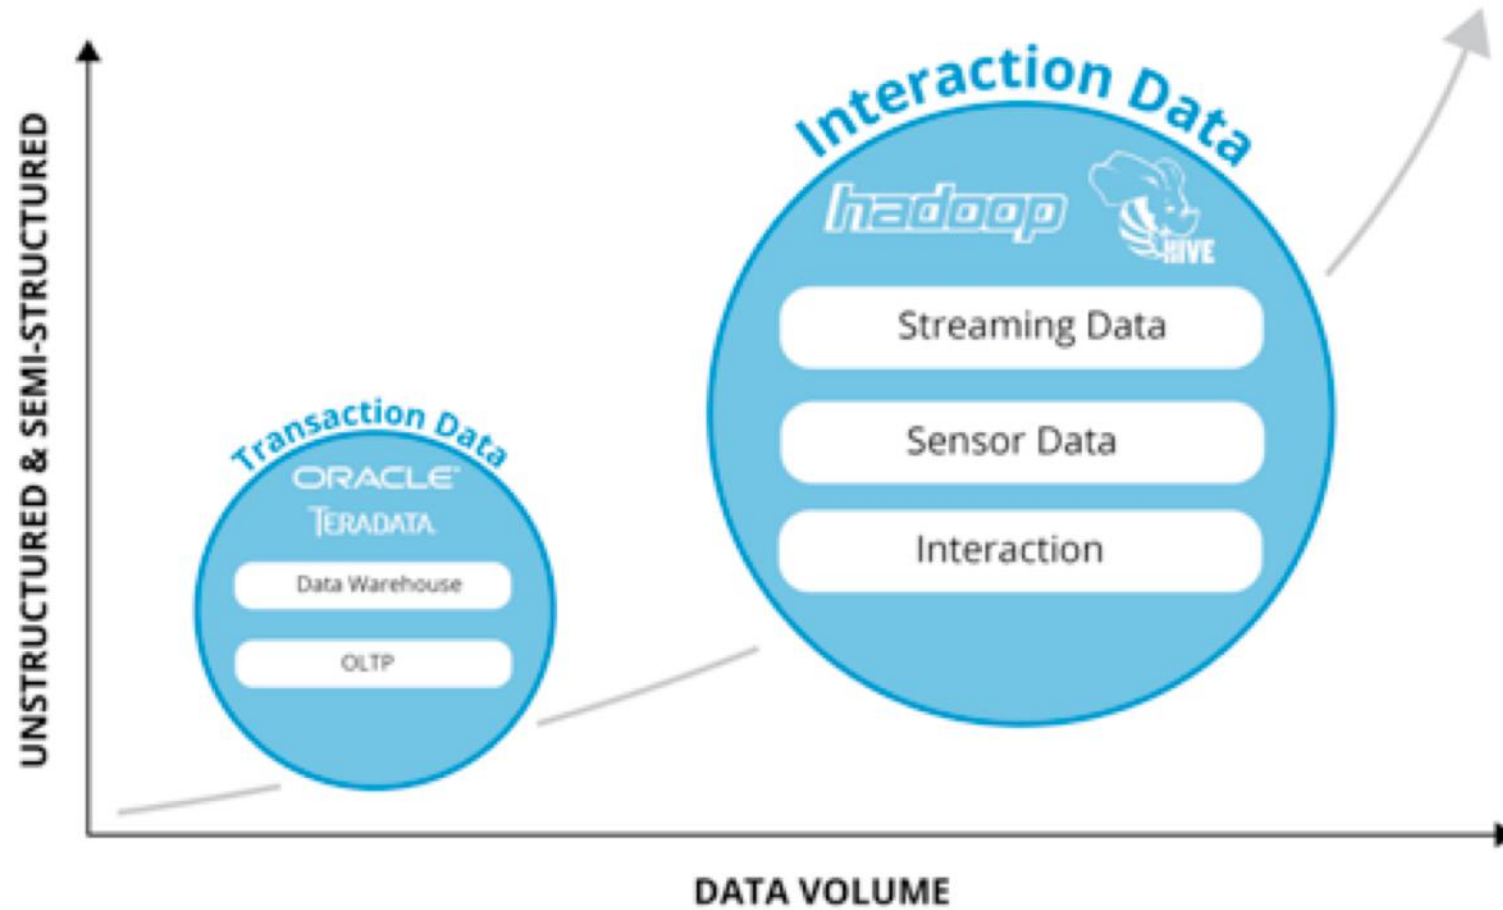 UNSTRUCTURED & SEMI-STRUCTURED
Transaction Data
ORACLE
TERADATA
Data Warehouse
OLTP
Interaction Data
hadoop
HIVE
Streaming Data
Sensor Data
Interaction
DATA VOLUME